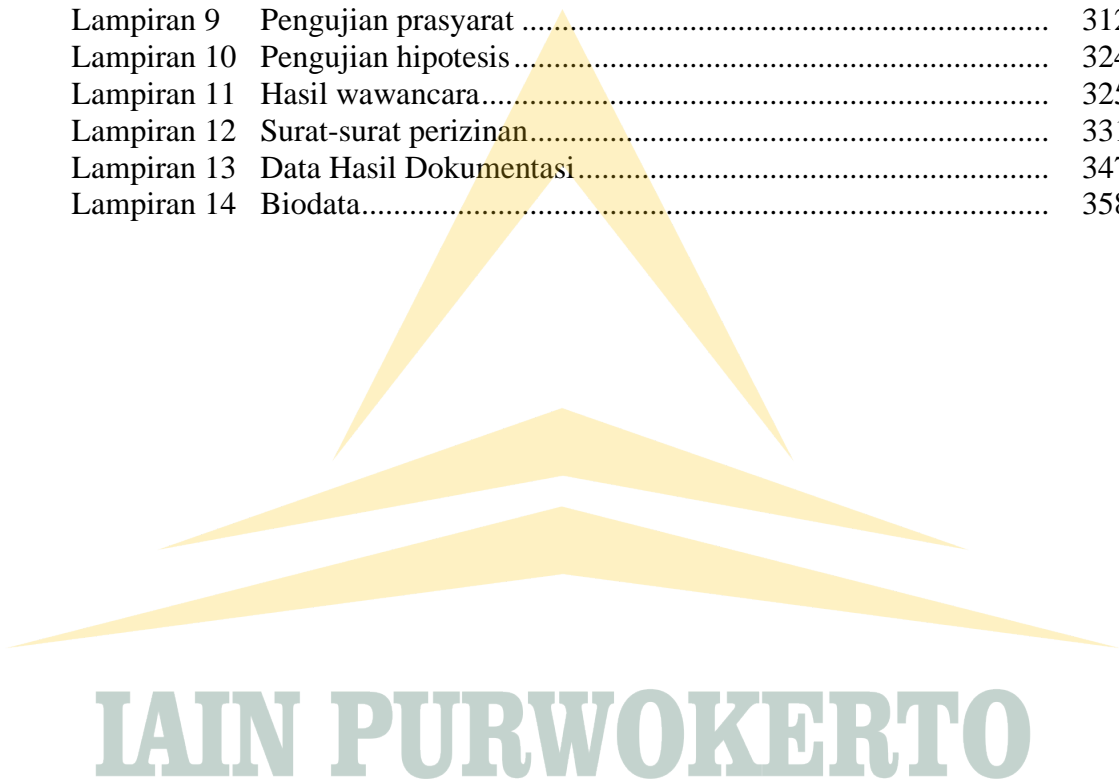 Lampiran 9 Pengujian prasyarat ........................................................................ 312
Lampiran 10 Pengujian hipotesis ........................................................................ 324
Lampiran 11 Hasil wawancara ........................................................................ 325
Lampiran 12 Surat-surat perizinan ........................................................................ 331
Lampiran 13 Data Hasil Dokumentasi ........................................................................ 347
Lampiran 14 Biodata ........................................................................ 358
IAIN PURWOKERTO